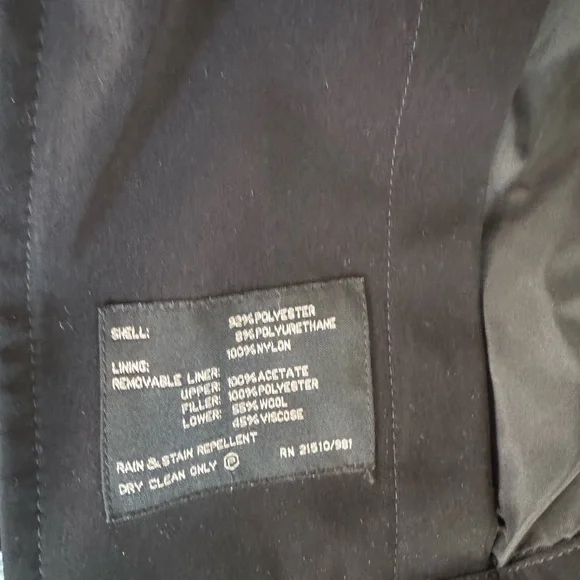 SHELL: 92% POLYESTER
8% POLYURETHANE
LINING: 100% NYLON
REMOVABLE LINER:
UPPER: 100% ACETATE
FILLER: 100% POLYESTER
LOWER: 55% WOOL
45% VISCOSE
RAIN & STAIN REPELLENT
DRY CLEAN ONLY Ⓟ RN 21510/981